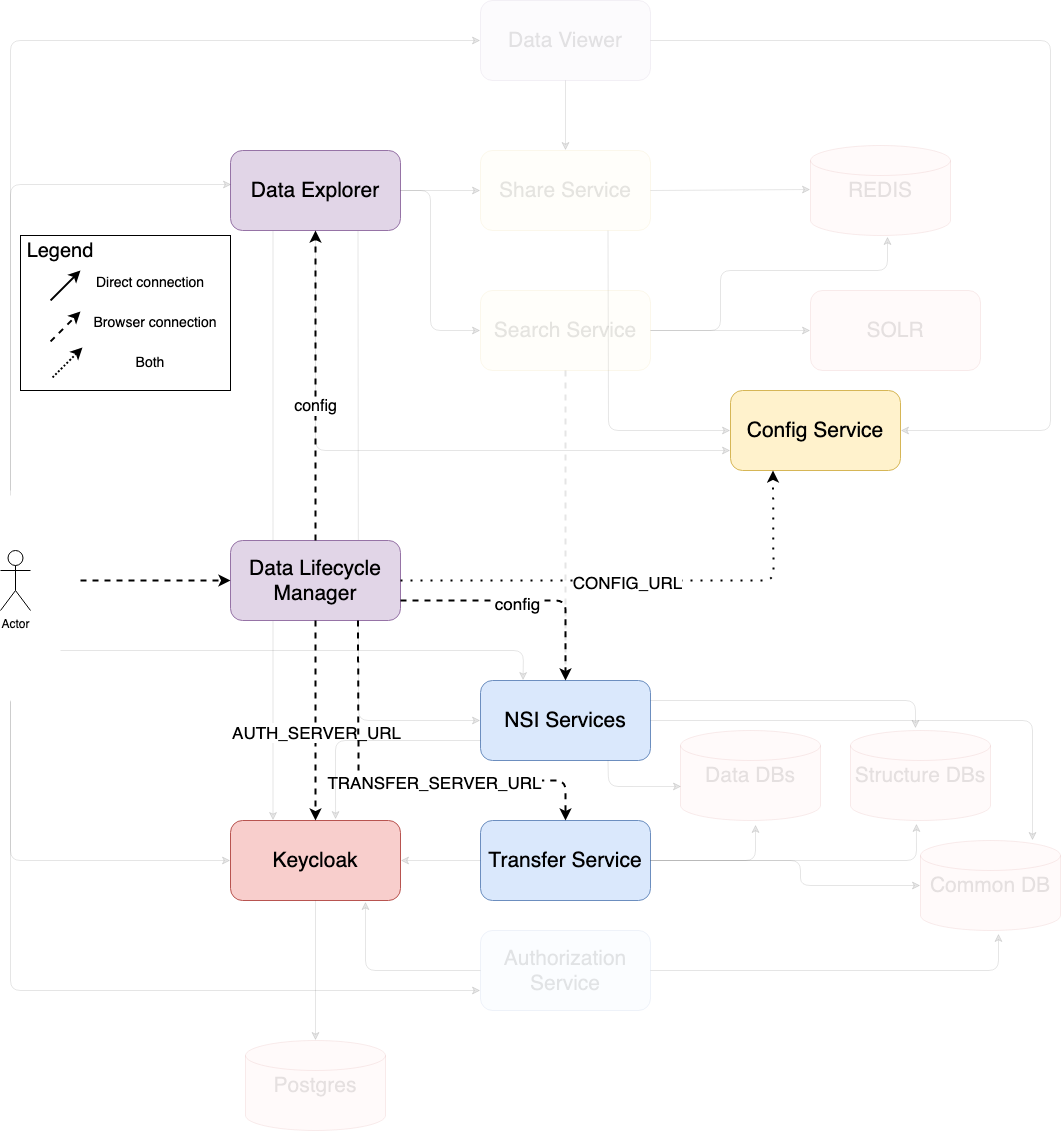 Data Viewer
Data Explorer
Share Service
REDIS
Legend
Direct connection
Browser connection
Both
Search Service
SOLR
config
Config Service
Data Lifecycle
Manager
CONFIG_URL
config
Actor
NSI Services
AUTH_SERVER_URL
TRANSFER_SERVER_URL
Data DBs
Structure DBs
Keycloak
Transfer Service
Common DB
Authorization
Service
Postgres